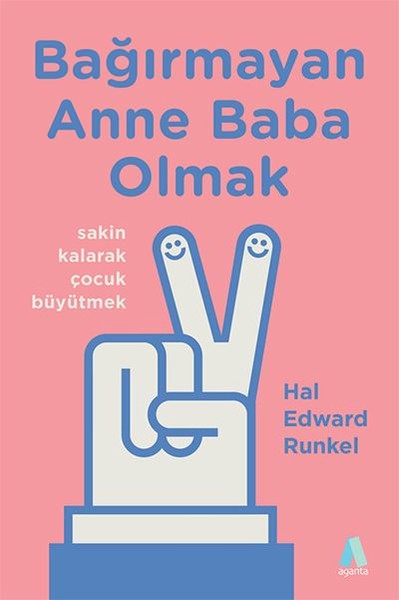 Bağırmayan
Anne Baba
Olmak
sakin
kalarak
çocuk
büyütmek
Hal
Edward
Runkel
aganta